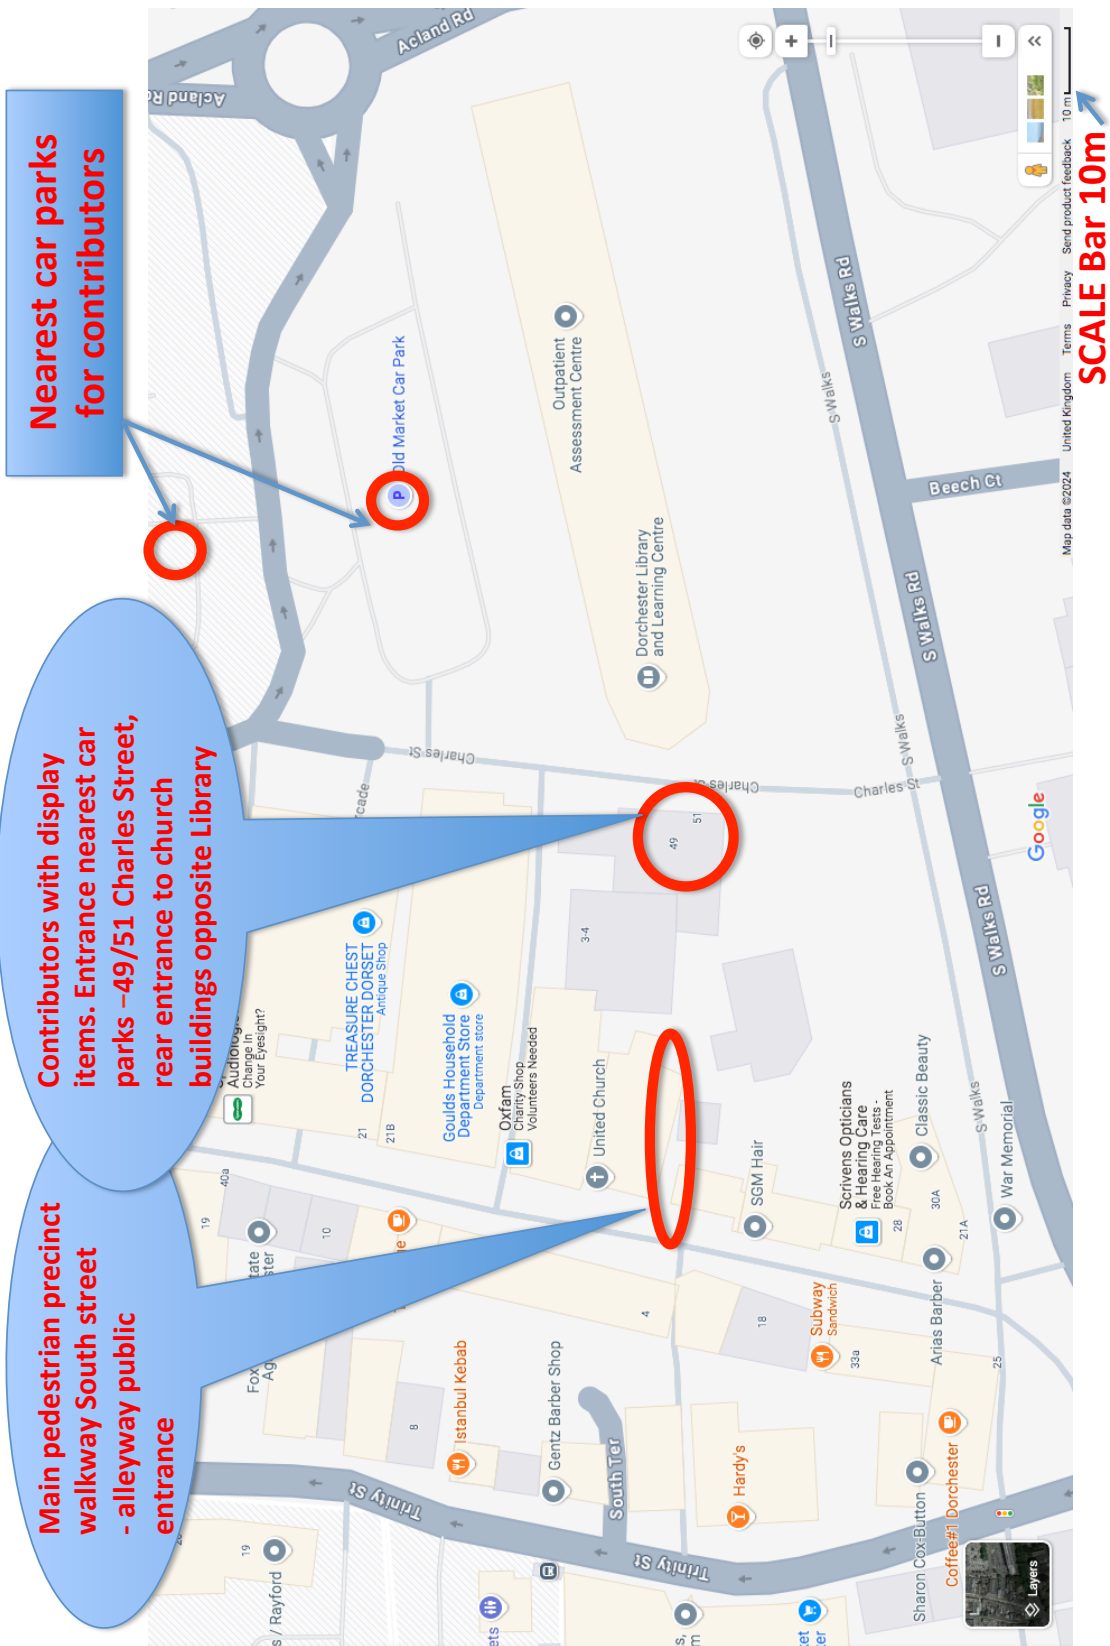 Nearest car parks
for contributors
Contributors with display
items. Entrance nearest car
parks –49/51 Charles Street,
rear entrance to church
buildings opposite Library
Main pedestrian precinct
walkway South street
- alleyway public
entrance
SCALE Bar 10m
Acland Rd
Acland Rd
Old Market Car Park
Outpatient
Assessment Centre
Dorchester Library
and Learning Centre
S Walks Rd
S Walks Rd
S Walks Rd
S Walks
S Walks
S Walks
Beech Ct
Charles St
Charles St
Charles St
49
51
3-4
TREASURE CHEST
DORCHESTER DORSET
Antique Shop
Goulds Household
Department Store
Department store
Change In
Your Eyesight?
21
21B
Oxfam
Charity Shop
Volunteers Needed
United Church
SGM Hair
Scrivens Opticians
& Hearing Care
Free Hearing Tests -
Book An Appointment
Classic Beauty
War Memorial
28
30A
21A
Arias Barber
Subway
Sandwich
18
33a
25
4
40a
19
10
8
Istanbul Kebab
Gentz Barber Shop
South Ter
Trinity St
Trinity St
Hardy's
Sharon Cox-Button
Coffee#1 Dorchester
19
/ Rayford
P
Layers
Google
Map data ©2024 United Kingdom Terms Privacy Send product feedback 10 m